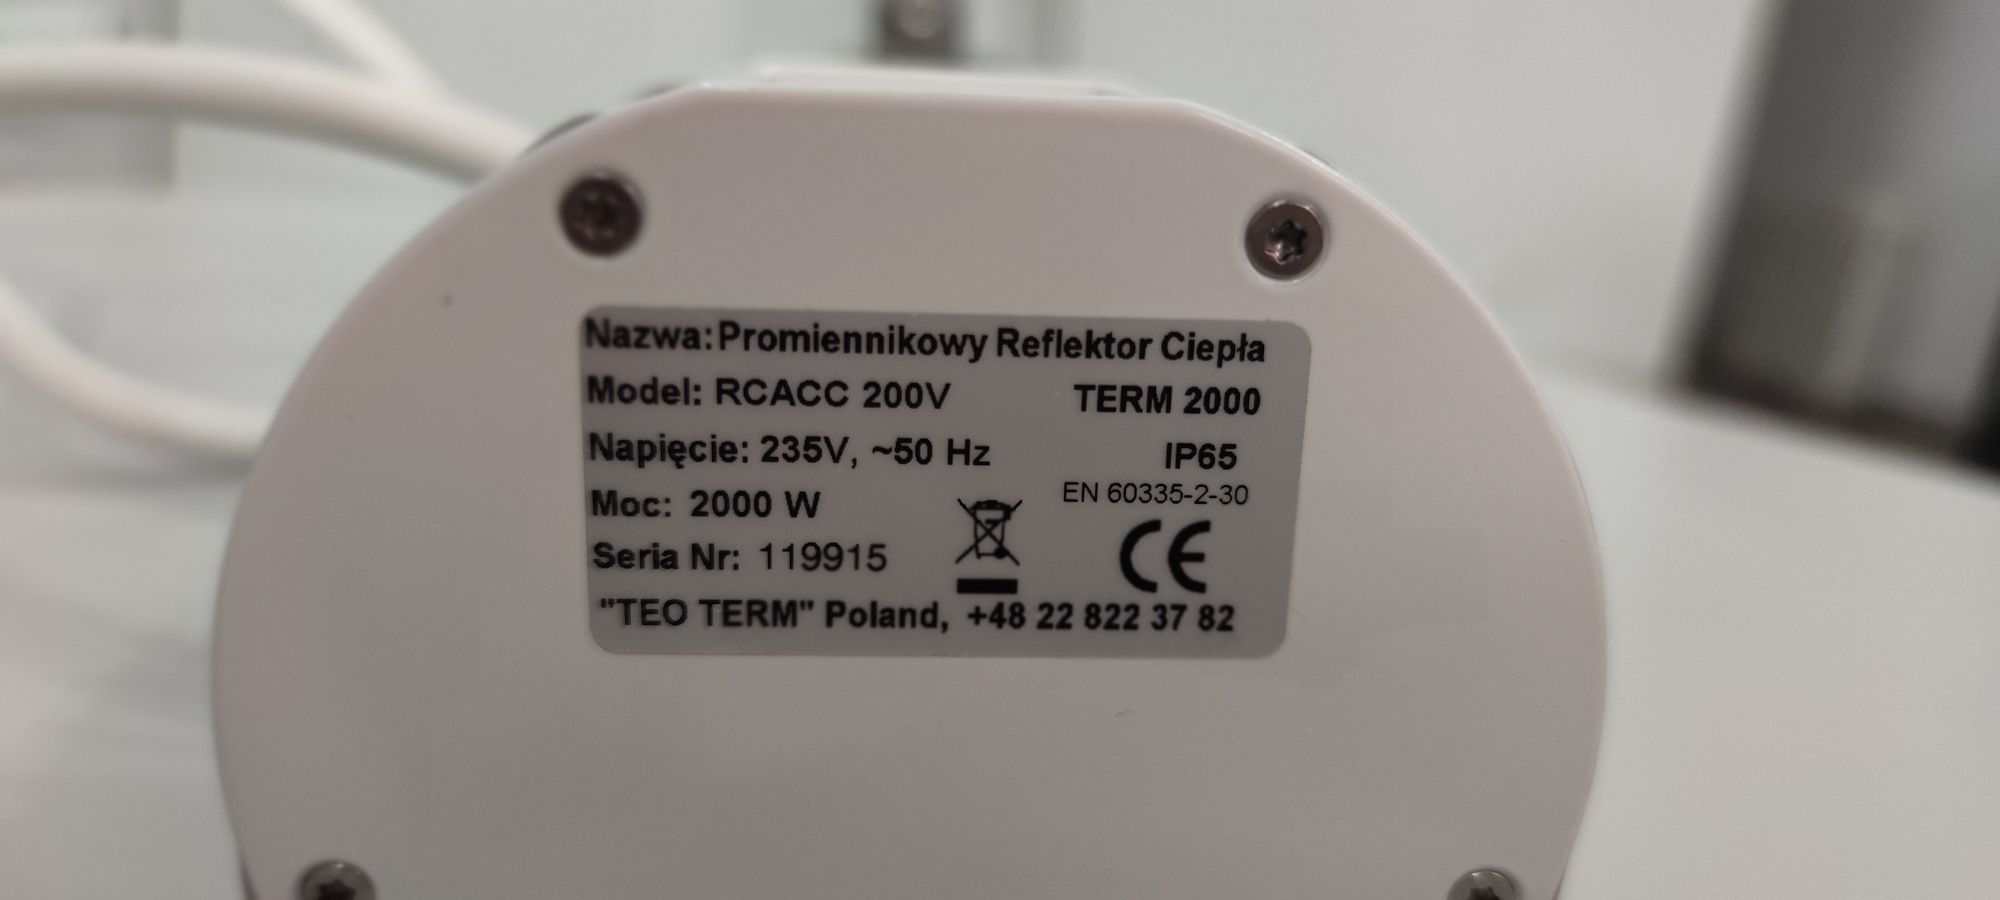 Nazwa: Promiennikowy Reflektor Ciepła
Model: RCACC 200V TERM 2000
Napięcie: 235V, ~50 Hz IP65
EN 60335-2-30
Moc: 2000 W
CE
Seria Nr: 119915
"TEO TERM" Poland, +48 22 822 37 82